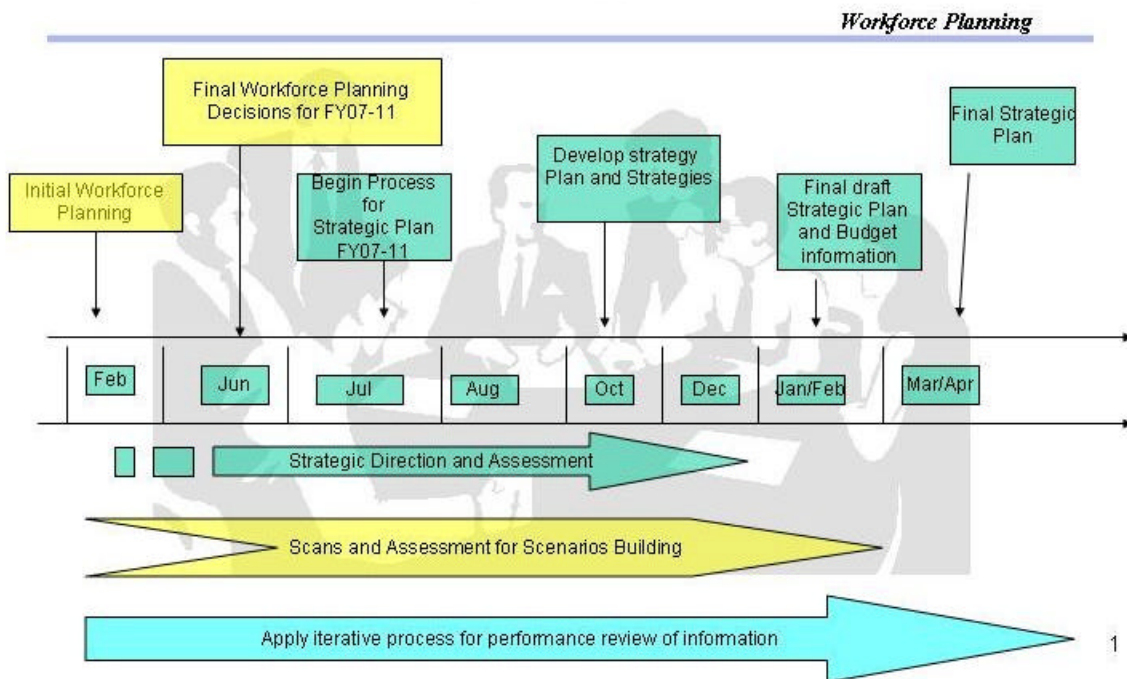 Workforce Planning
Final Workforce Planning
Decisions for FY07-11
Final Strategic
Plan
Develop strategy
Plan and Strategies
Initial Workforce
Planning
Begin Process
for
Strategic Plan
FY07-11
Final draft
Strategic Plan
and Budget
information
Feb
Jun
Jul
Aug
Oct
Dec
Jan/Feb
Mar/Apr
Strategic Direction and Assessment
Scans and Assessment for Scenarios Building
Apply iterative process for performance review of information
1